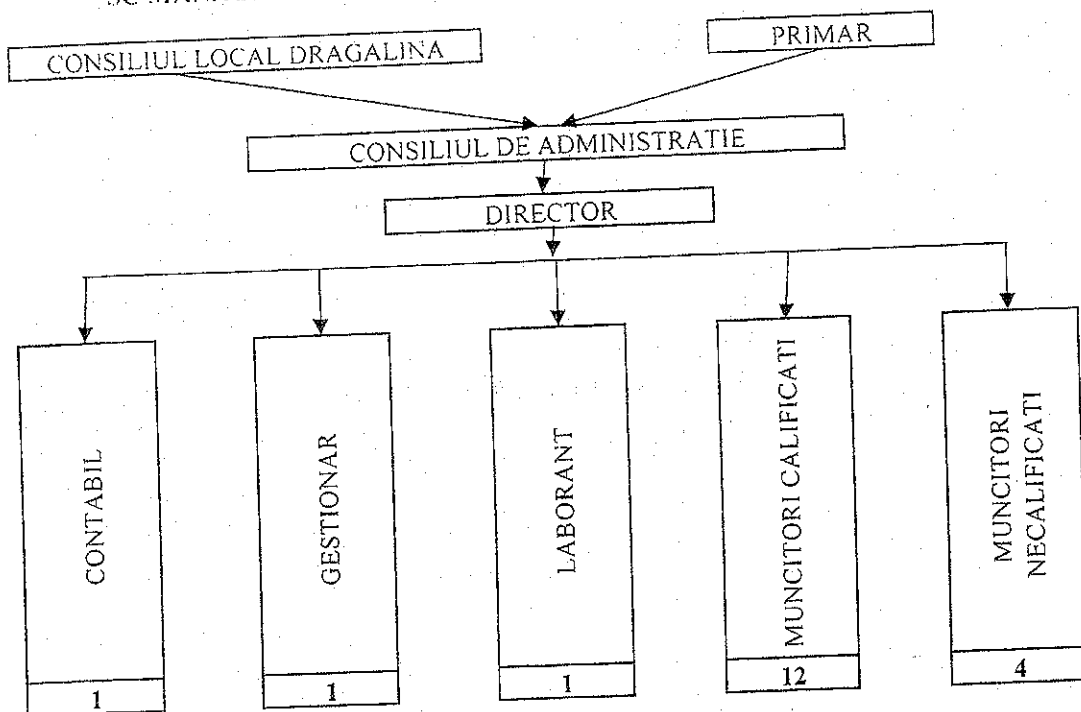 CONSILIUL LOCAL DRAGALINA
PRIMAR
CONSILIUL DE ADMINISTRATIE
DIRECTOR
CONTABIL
1
GESTIONAR
1
LABORANT
1
MUNCITORI CALIFICATI
12
MUNCITORI
NECALIFICATI
4